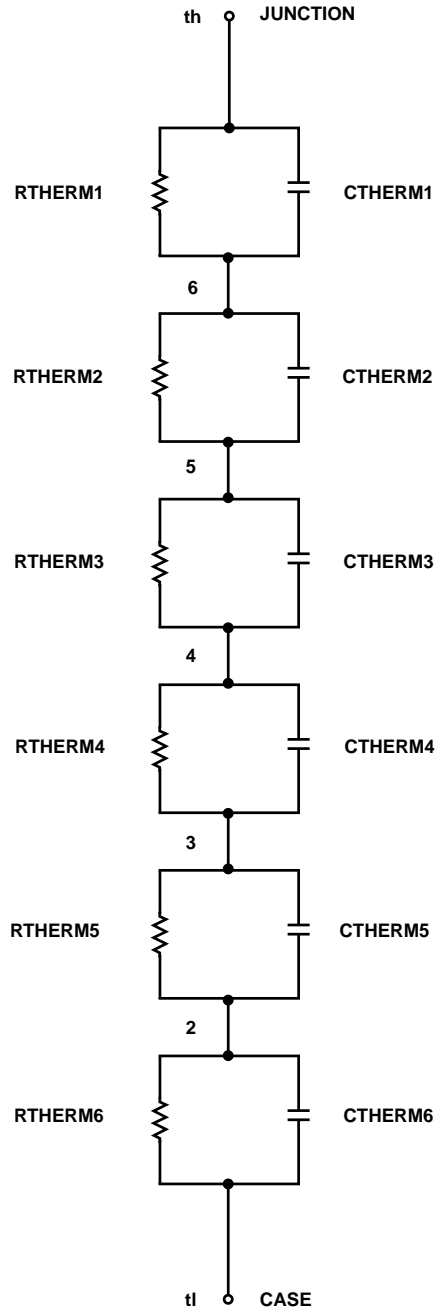 th JUNCTION
RTHERM1 CTHERM1
6
RTHERM2 CTHERM2
5
RTHERM3 CTHERM3
4
RTHERM4 CTHERM4
3
RTHERM5 CTHERM5
2
RTHERM6 CTHERM6
tl CASE